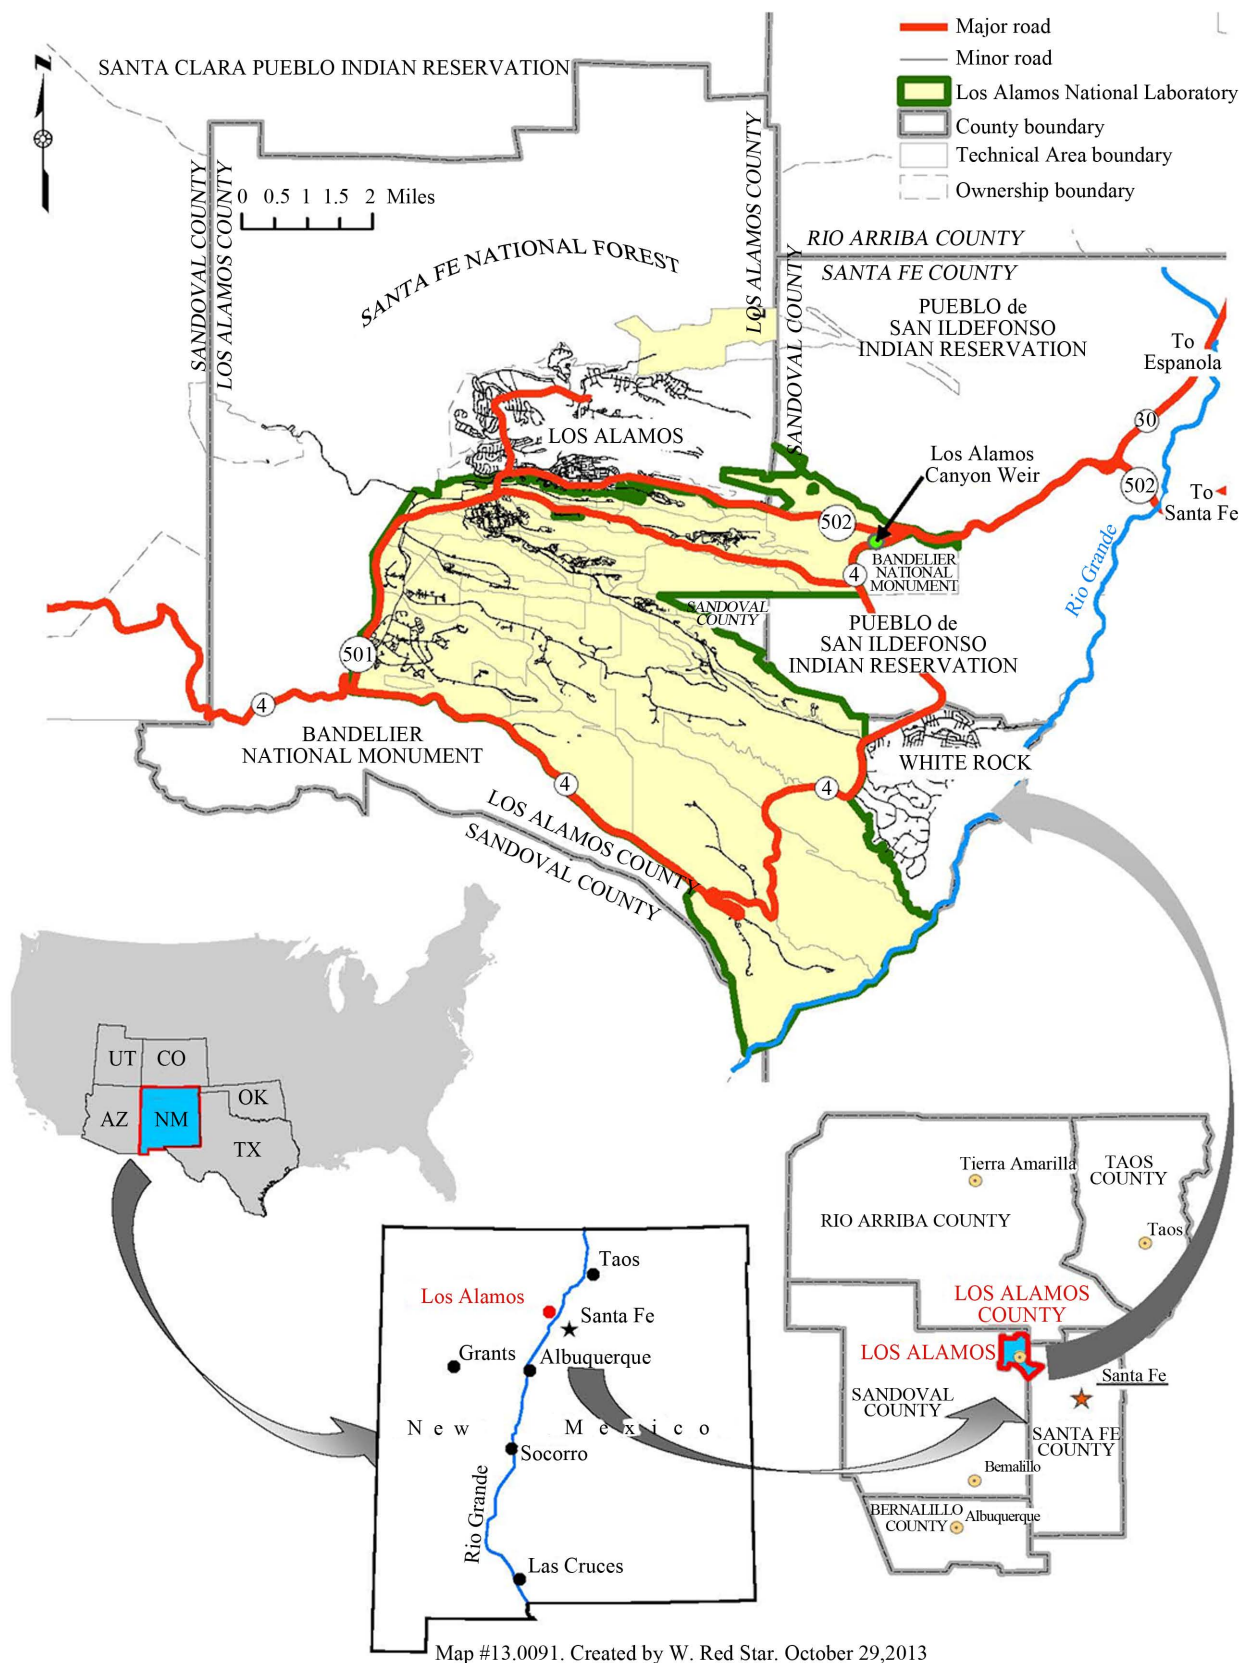 Major road
Minor road
Los Alamos National Laboratory
County boundary
Technical Area boundary
Ownership boundary
SANTA CLARA PUEBLO INDIAN RESERVATION
N
0 0.5 1 1.5 2 Miles
SANDOVAL COUNTY
LOS ALAMOS COUNTY
LOS ALAMOS COUNTY
SANDOVAL COUNTY
RIO ARRIBA COUNTY
SANTA FE COUNTY
SANTA FE NATIONAL FOREST
PUEBLO de
SAN ILDEFONSO
INDIAN RESERVATION
To
Espanola
30
LOS ALAMOS
Los Alamos
Canyon Weir
502
To
Santa Fe
502
4
BANDELIER
NATIONAL
MONUMENT
Rio Grande
SANDOVAL
COUNTY
PUEBLO de
SAN ILDEFONSO
INDIAN RESERVATION
501
4
BANDELIER
NATIONAL MONUMENT
WHITE ROCK
4
4
LOS ALAMOS COUNTY
SANDOVAL COUNTY
UT
CO
AZ
NM
OK
TX
Taos
Los Alamos
Santa Fe
Grants
Albuquerque
New Mexico
Socorro
Rio Grande
Las Cruces
Tierra Amarilla
TAOS
COUNTY
RIO ARRIBA COUNTY
Taos
LOS ALAMOS
COUNTY
LOS ALAMOS
Santa Fe
SANDOVAL
COUNTY
SANTA FE
COUNTY
Bemalillo
BERNALILLO
COUNTY
Albuquerque
Map #13.0091. Created by W. Red Star. October 29,2013